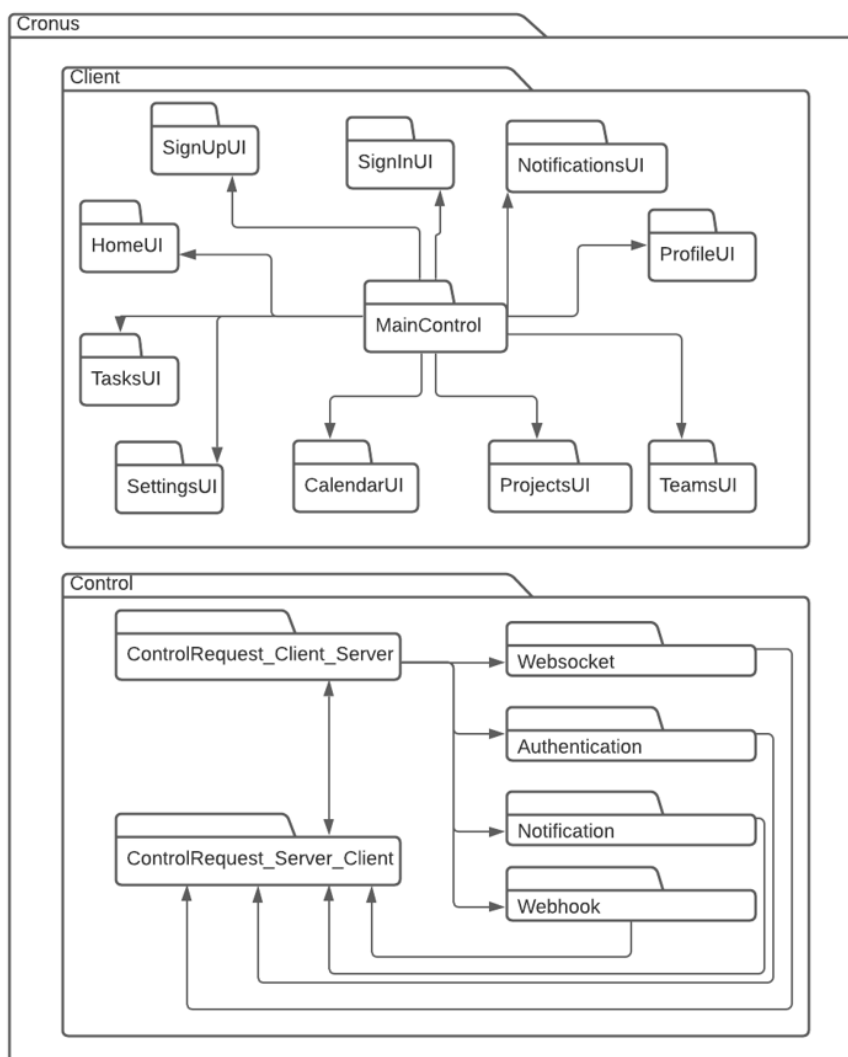 Cronus
Client
SignUpUI
SignInUI
NotificationsUI
HomeUI
ProfileUI
MainControl
TasksUI
SettingsUI
CalendarUI
ProjectsUI
TeamsUI
Control
ControlRequest_Client_Server
Websocket
Authentication
Notification
ControlRequest_Server_Client
Webhook